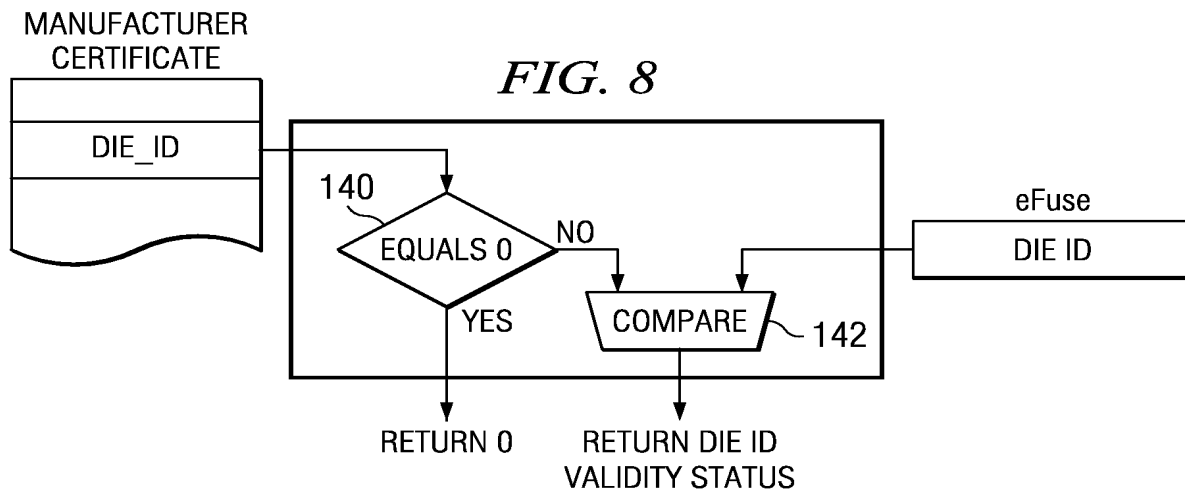 MANUFACTURER
CERTIFICATE
FIG. 8
DIE_ID
140
EQUALS 0
NO
YES
eFuse
DIE ID
COMPARE
142
RETURN 0
RETURN DIE ID
VALIDITY STATUS